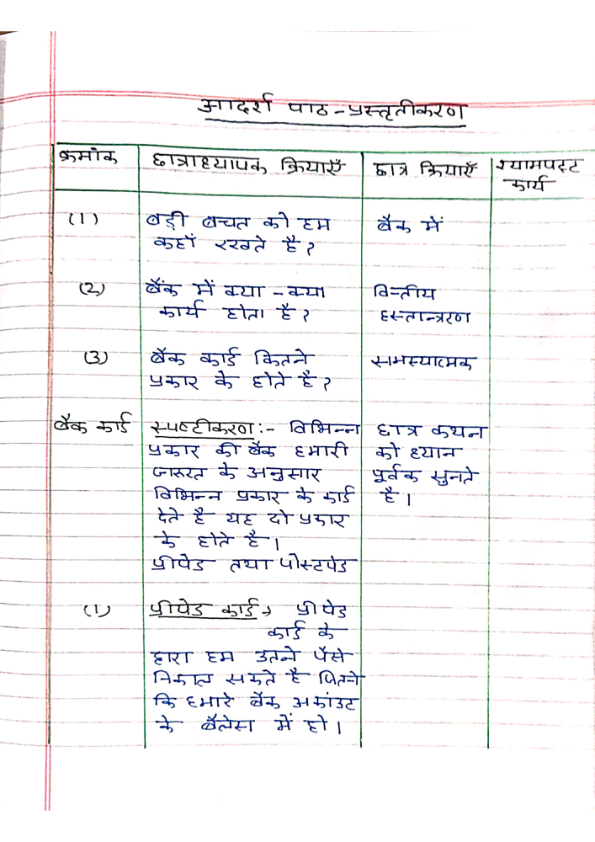 आदर्श पाठ-प्रस्तृतीकरण
क्रमांक छात्राध्यापक क्रियाएँ छात्र क्रियाएँ श्यामपट्ट कार्य
(1) बड़ी बचत को हम बैंक में
कहाँ रखते है?
(2) बैंक में क्या-क्या वित्तीय
कार्य होता है? हस्तान्त्ररण
(3) बैंक कार्ड कितने समस्यात्मक
प्रकार के होते है?
बैंक कार्ड स्पष्टीकरण:- विभिन्न छात्र कथन
प्रकार की बैंक हमारी को ध्यान
जरूरत के अनुसार पूर्वक सुनते
विभिन्न प्रकार के कार्ड है।
देते है यह दो प्रकार
के होते है।
प्रीपेड तथा पोस्टपेड
(1) प्रीपेड कार्ड→ प्रीपेड
कार्ड के
द्वारा हम उतने पैसे
निकाल सकते है जितने
कि हमारे बैंक अकांउट
के बैलेंस में हो।